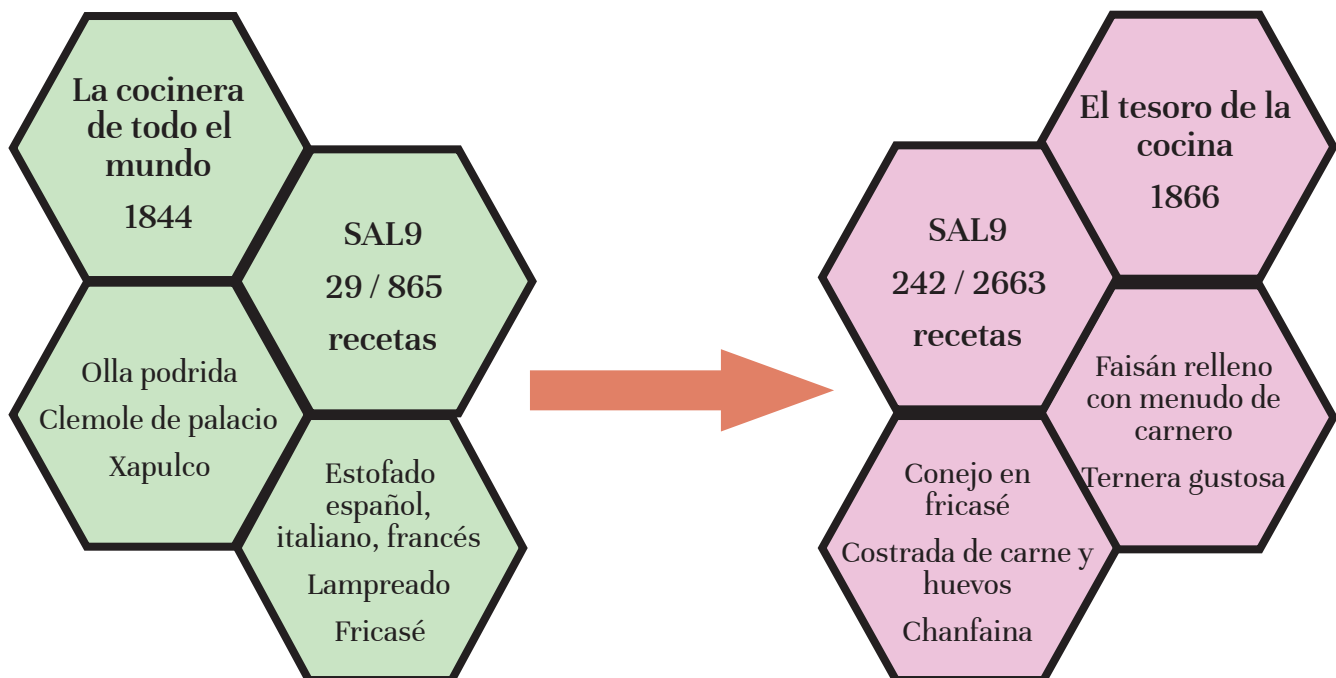 La cocinera
de todo el
mundo
1844
SAL9
29 / 865
recetas
Olla podrida
Clemole de palacio
Xapulco
Estofado
español,
italiano, francés
Lampreado
Fricasé
El tesoro de la
cocina
1866
SAL9
242 / 2663
recetas
Faisán relleno
con menudo de
carnero
Ternera gustosa
Conejo en
fricasé
Costrada de carne y
huevos
Chanfaina